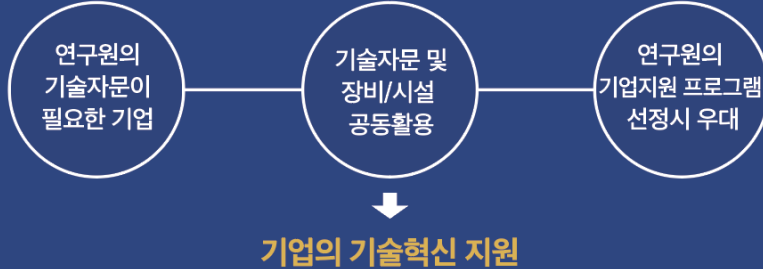 연구원의
기술자문이
필요한 기업
기술자문 및
장비/시설
공동활용
연구원의
기업지원 프로그램
선정시 우대
기업의 기술혁신 지원